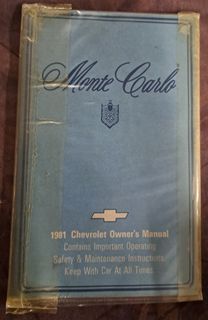 Monte Carlo
1981 Chevrolet Owner's Manual
Contains Important Operating
Safety & Maintenance Instructions
Keep With Car At All Times